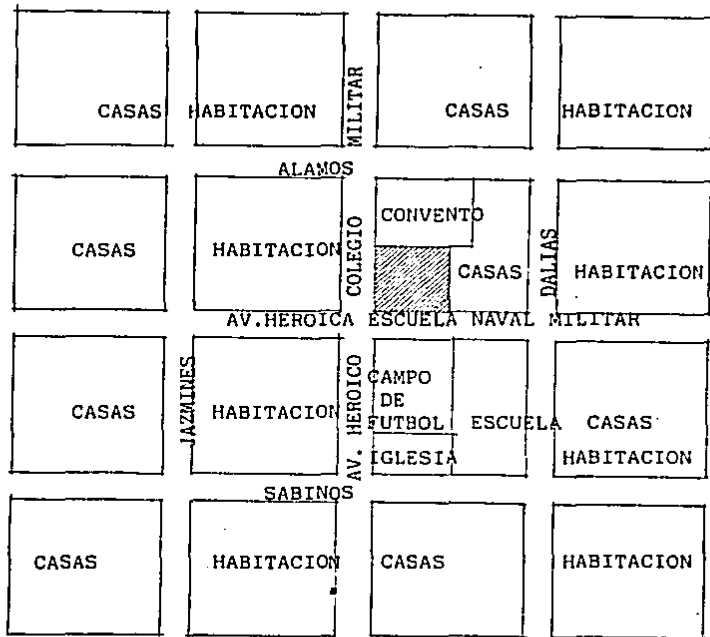 CASAS HABITACION MILITAR CASAS HABITACION
ALAMOS
CONVENTO
CASAS HABITACION COLEGIO CASAS DALIAS HABITACION
AV.HEROICA ESCUELA NAVAL MILITAR
JAZMINES
AV. HEROICO
CAMPO
DE
CASAS HABITACION FUTBOL ESCUELA CASAS
IGLESIA HABITACION
SABINOS
CASAS HABITACION CASAS HABITACION